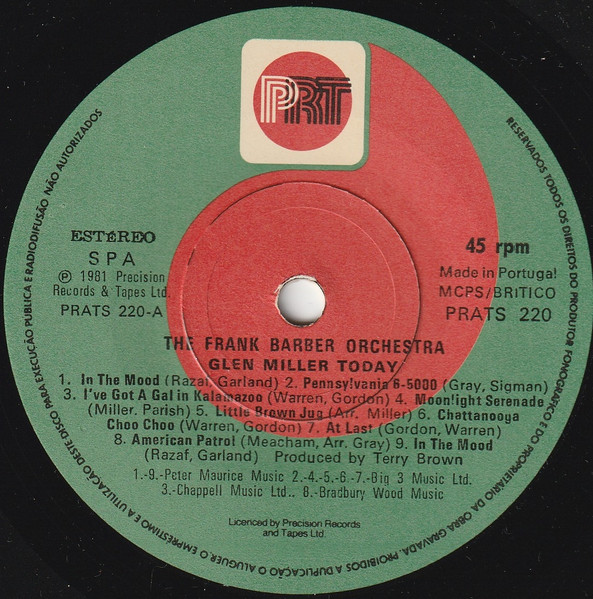 PRT
ESTéREO
SPA
℗ 1981 Precision
Records & Tapes Ltd.
PRATS 220-A
45 rpm
Made in Portugal
MCPS/BRITICO
PRATS 220
THE FRANK BARBER ORCHESTRA
GLEN MILLER TODAY
1. In The Mood (Razaf, Garland) 2. Pennsylvania 6-5000 (Gray, Sigman)
3. I've Got A Gal in Kalamazoo (Warren, Gordon) 4. Moonlight Serenade
(Miller. Parish) 5. Little Brown Jug (Arr. Miller) 6. Chattanooga
Choo Choo (Warren, Gordon) 7. At Last (Gordon, Warren)
8. American Patrol (Meacham, Arr. Gray) 9. In The Mood
(Razaf, Garland) Produced by Terry Brown
1.-9.-Peter Maurice Music 2.-4.-5.-6.-7.-Big 3 Music Ltd.
3.-Chappell Music Ltd.. 8.-Bradbury Wood Music
Licenced by Precision Records
and Tapes Ltd.
RESERVADOS TODOS OS DIREITOS DO PRODUTOR FONOGRÁFICO E DO PROPRIETÁRIO DA OBRA GRAVADA. PROIBIDOS A DUPLICAÇÃO O ALUGUER, O EMPRÉSTIMO E A UTILIZAÇÃO DESTE DISCO PARA EXECUÇÃO PÚBLICA E RADIODIFUSÃO NÃO AUTORIZADOS